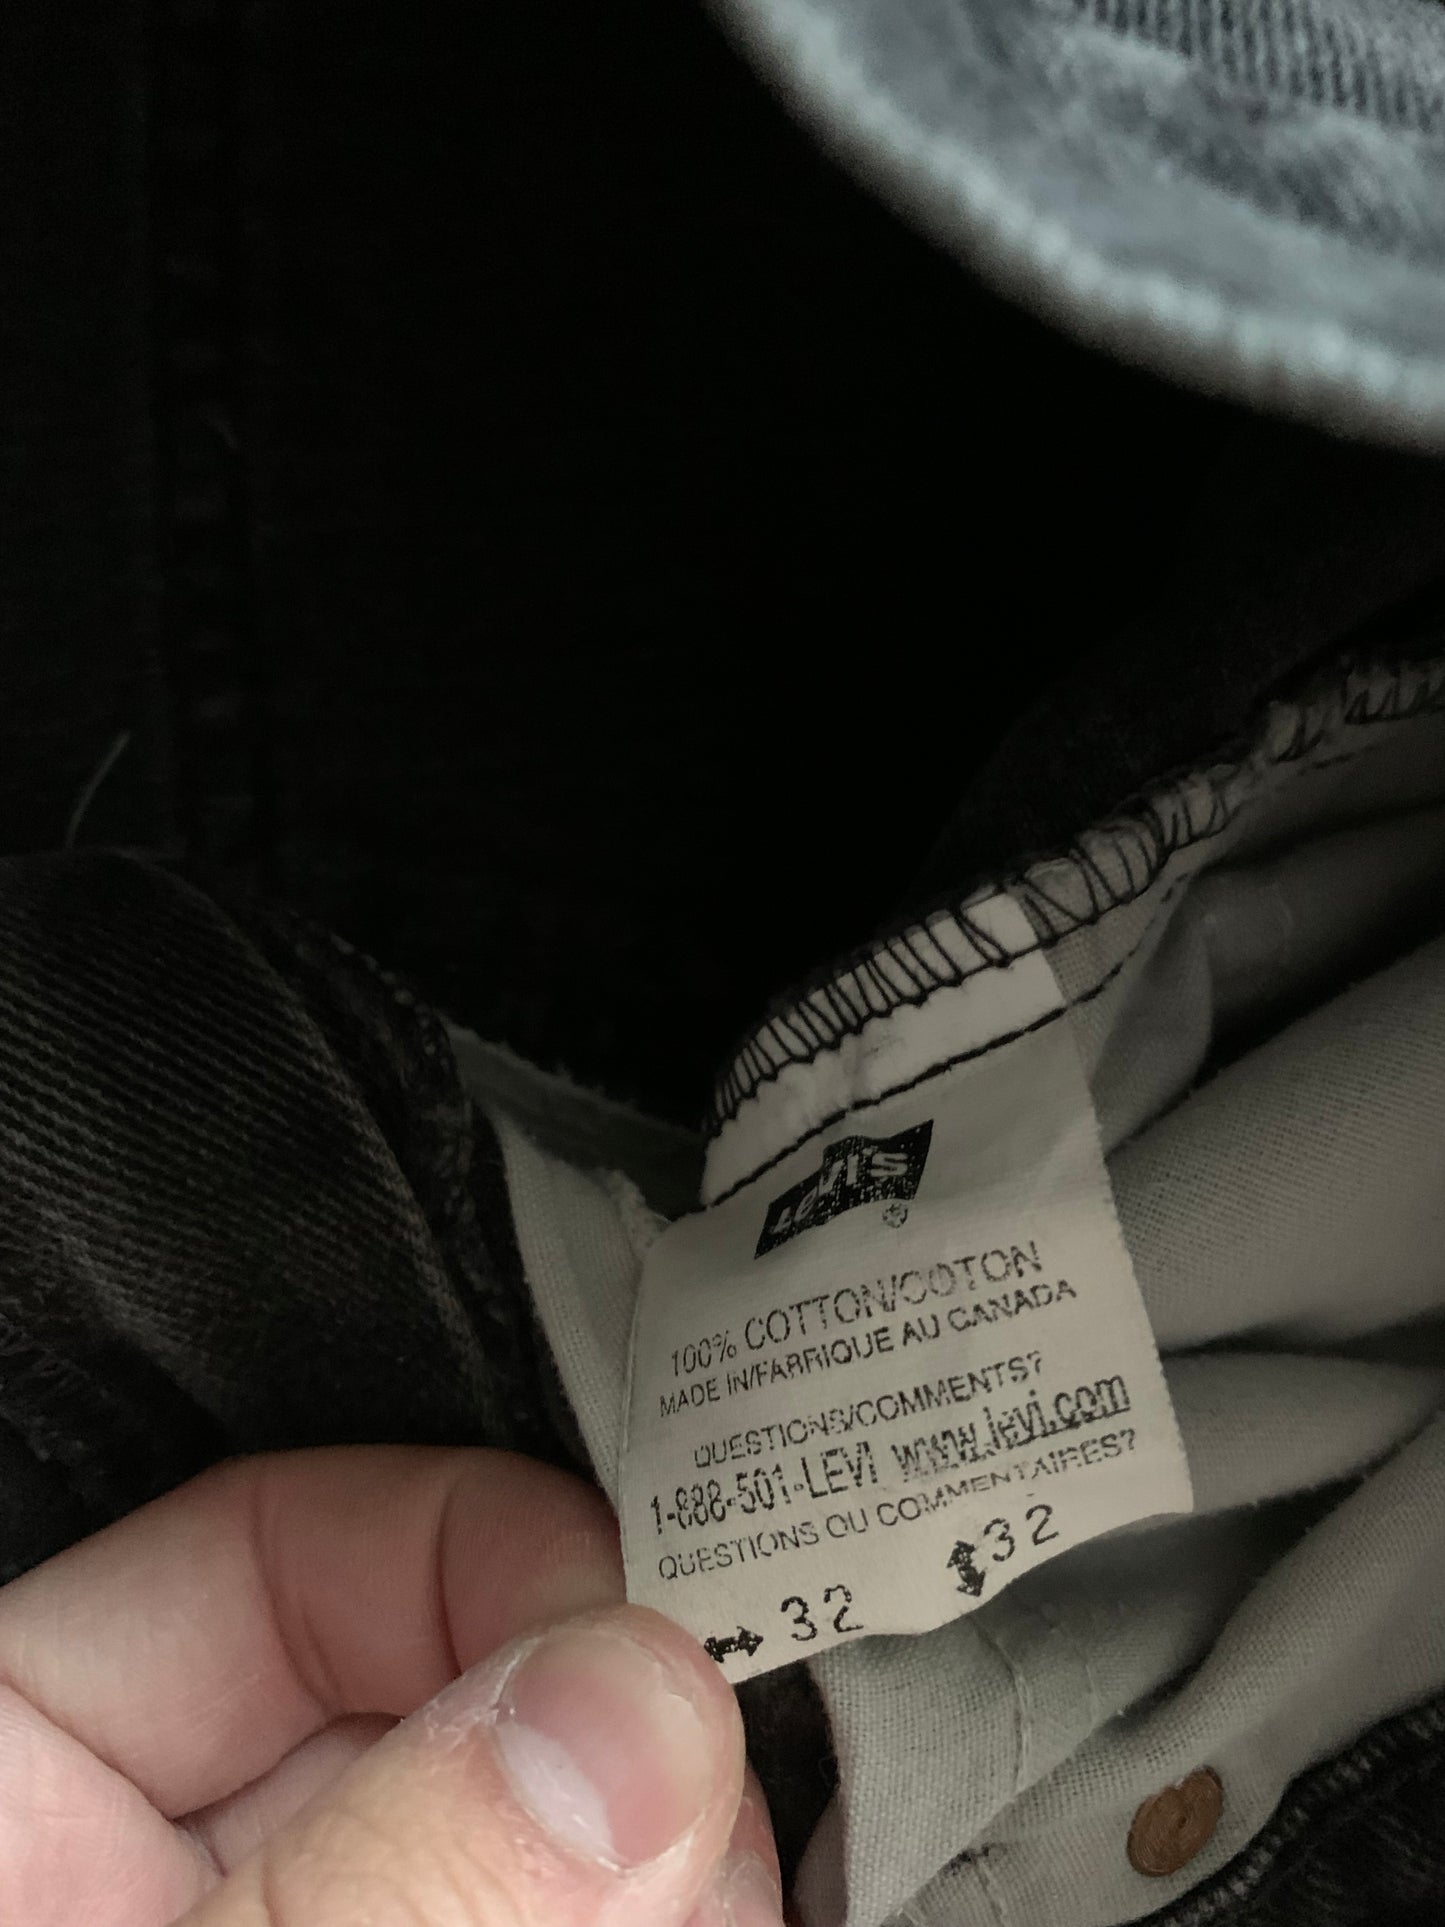 Levi's
®
100% COTTON/COTON
MADE IN/FABRIQUE AU CANADA
QUESTIONS/COMMENTS?
1-888-501-LEVI www.levi.com
QUESTIONS OU COMMENTAIRES?
↔ 32 ↕ 32